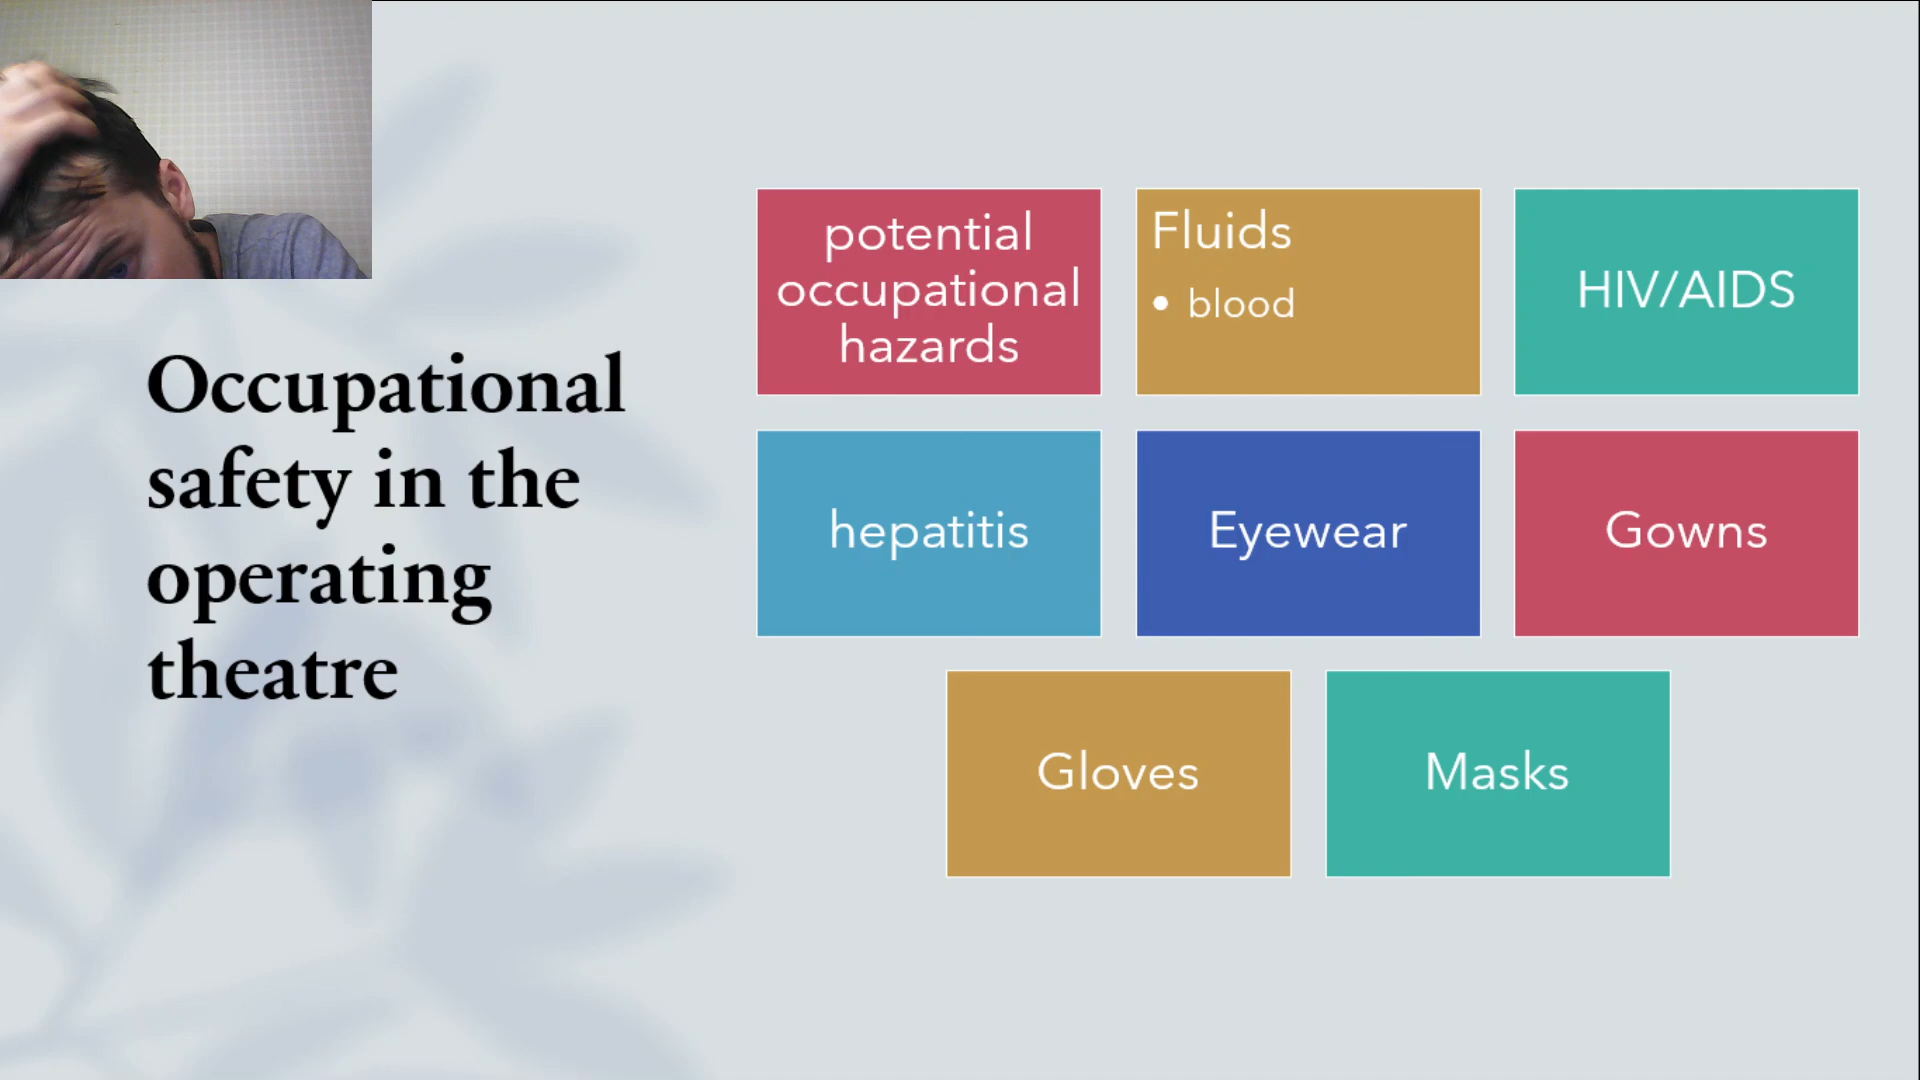 Occupational
safety in the
operating
theatre
potential
occupational
hazards
Fluids
• blood
HIV/AIDS
hepatitis
Eyewear
Gowns
Gloves
Masks